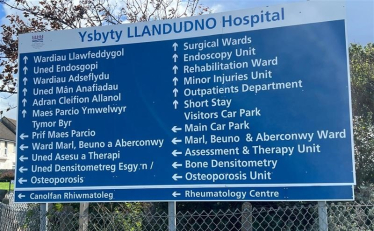 Ysbyty LLANDUDNO Hospital
Wardiau Llawfeddygol
Uned Endosgopi
Wardiau Adseflydu
Uned Mân Anafiadau
Adran Cleifion Allanol
Maes Parcio Ymwelwyr
Tymor Byr
Prif Maes Parcio
Ward Marl, Beuno a Aberconwy
Uned Asesu a Therapi
Uned Densitometreg Esgyrn /
Osteoporosis
Surgical Wards
Endoscopy Unit
Rehabilitation Ward
Minor Injuries Unit
Outpatients Department
Short Stay
Visitors Car Park
Main Car Park
Marl, Beuno & Aberconwy Ward
Assessment & Therapy Unit
Bone Densitometry
Osteoporosis Unit
Canolfan Rhiwmatoleg
Rheumatology Centre